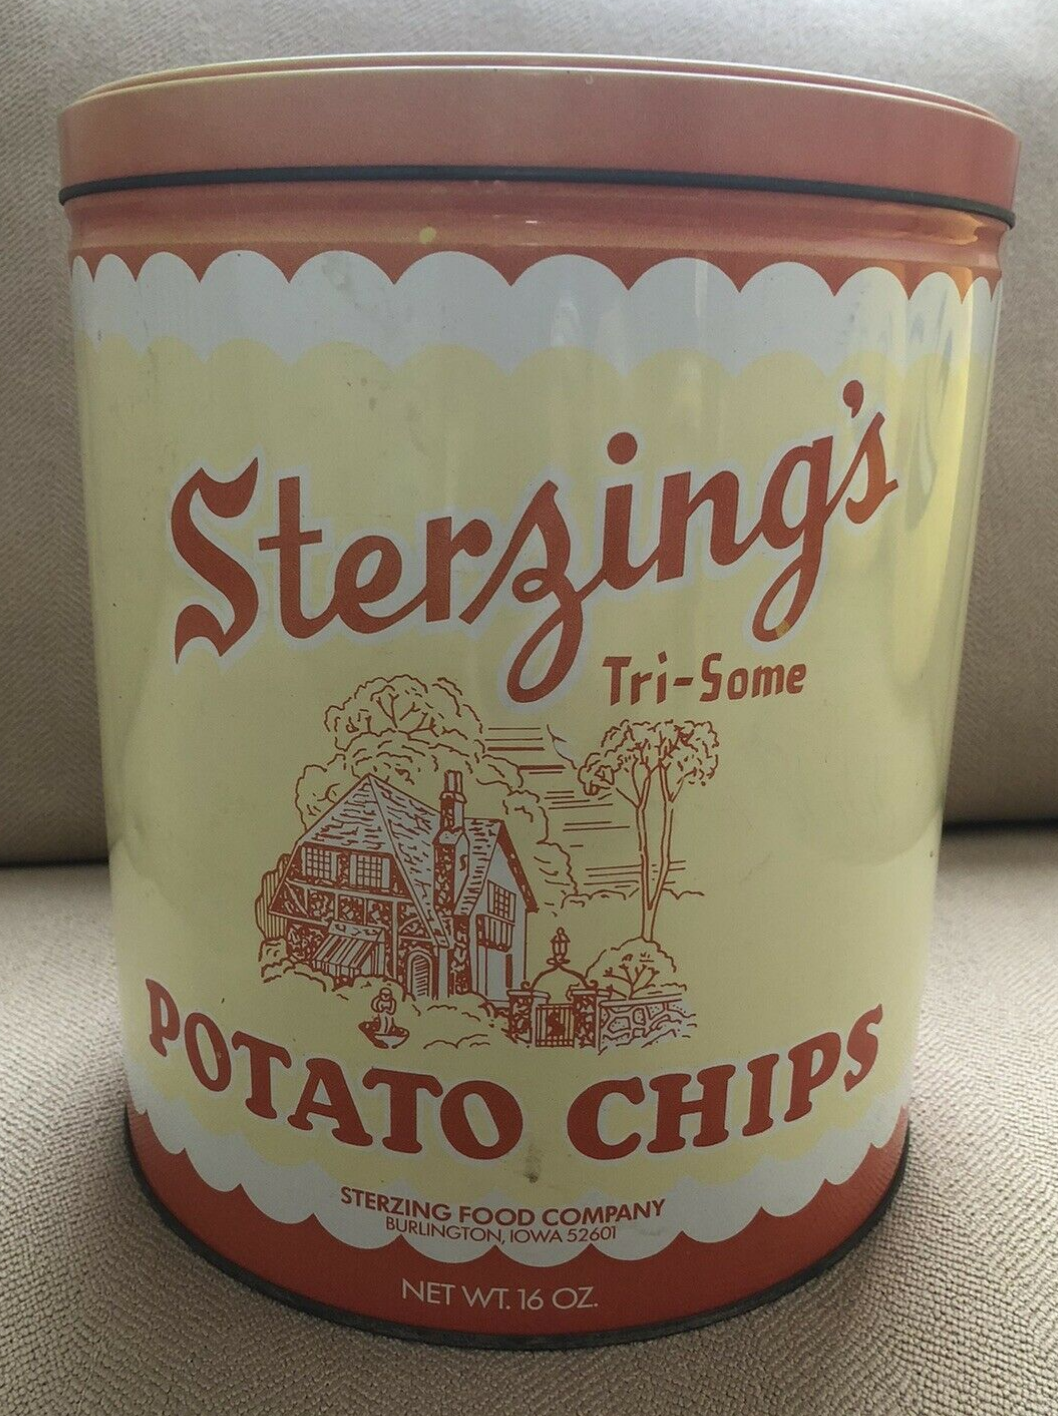 Sterzing's
Tri-Some
POTATO CHIPS
STERZING FOOD COMPANY
BURLINGTON, IOWA 52601
NET WT. 16 OZ.